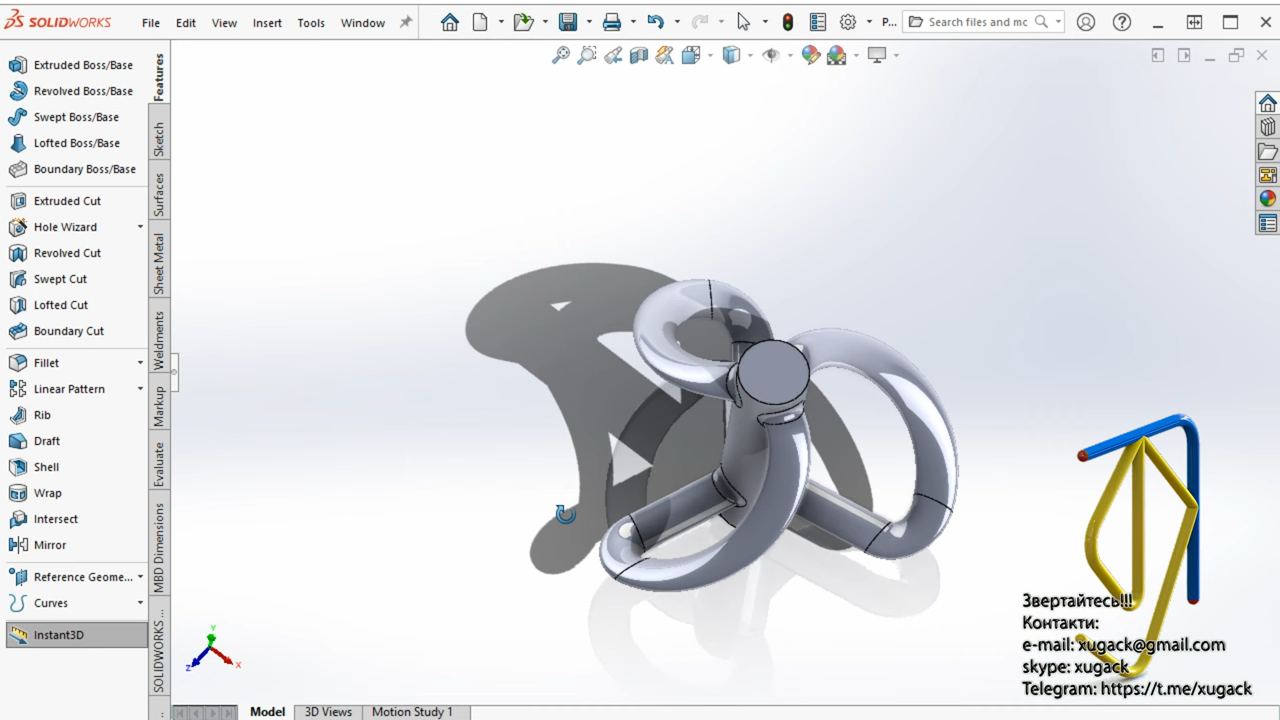 SOLIDWORKS File Edit View Insert Tools Window P... Search files and mc
Extruded Boss/Base
Revolved Boss/Base
Swept Boss/Base
Lofted Boss/Base
Boundary Boss/Base
Extruded Cut
Hole Wizard
Revolved Cut
Swept Cut
Lofted Cut
Boundary Cut
Fillet
Linear Pattern
Rib
Draft
Shell
Wrap
Intersect
Mirror
Reference Geome...
Curves
Instant3D
Features
Sketch
Surfaces
Sheet Metal
Weldments
Markup
Evaluate
MBD Dimensions
SOLIDWORKS ...
Y
Z
X
Звертайтесь!!!
Контакти:
e-mail: xugack@gmail.com
skype: xugack
Telegram: https://t.me/xugack
Model 3D Views Motion Study 1